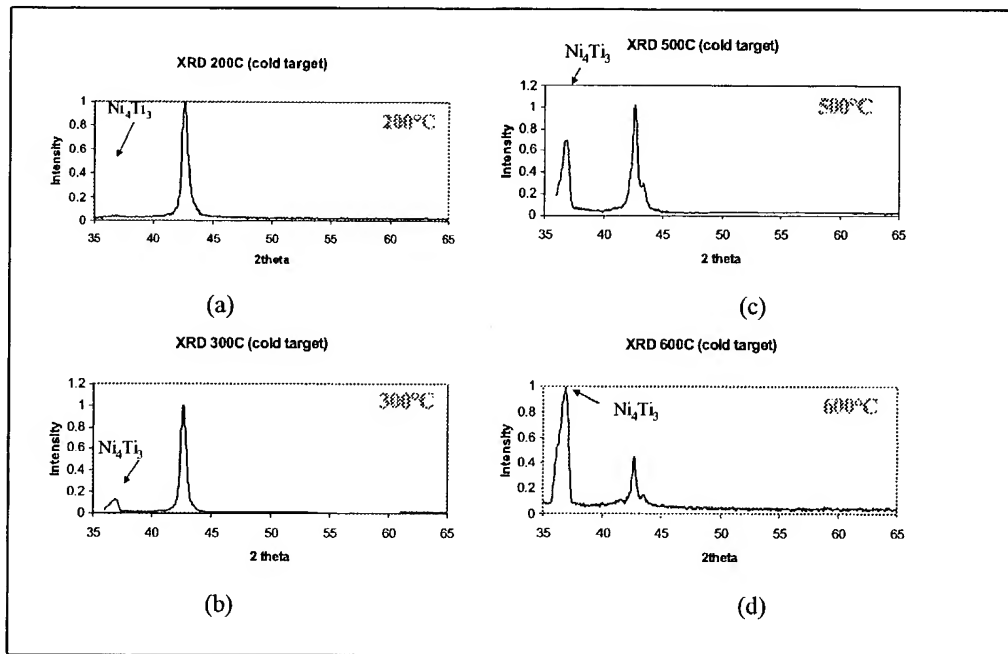 XRD 200C (cold target)
Ni₄Ti₃
200°C
Intensity
1
0.8
0.6
0.4
0.2
0
35 40 45 50 55 60 65
2theta
(a)
XRD 500C (cold target)
Ni₄Ti₃
500°C
Intensity
1.2
1
0.8
0.6
0.4
0.2
0
35 40 45 50 55 60 65
2 theta
(c)
XRD 300C (cold target)
Ni₄Ti₃
300°C
Intensity
1.2
1
0.8
0.6
0.4
0.2
0
35 40 45 50 55 60 65
2 theta
(b)
XRD 600C (cold target)
Ni₄Ti₃
600°C
Intensity
1
0.8
0.6
0.4
0.2
0
35 40 45 50 55 60 65
2theta
(d)